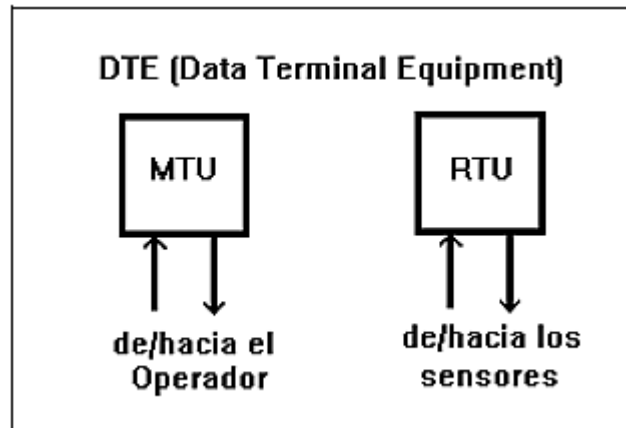 DTE (Data Terminal Equipment)
MTU
RTU
de/hacia el
Operador
de/hacia los
sensores